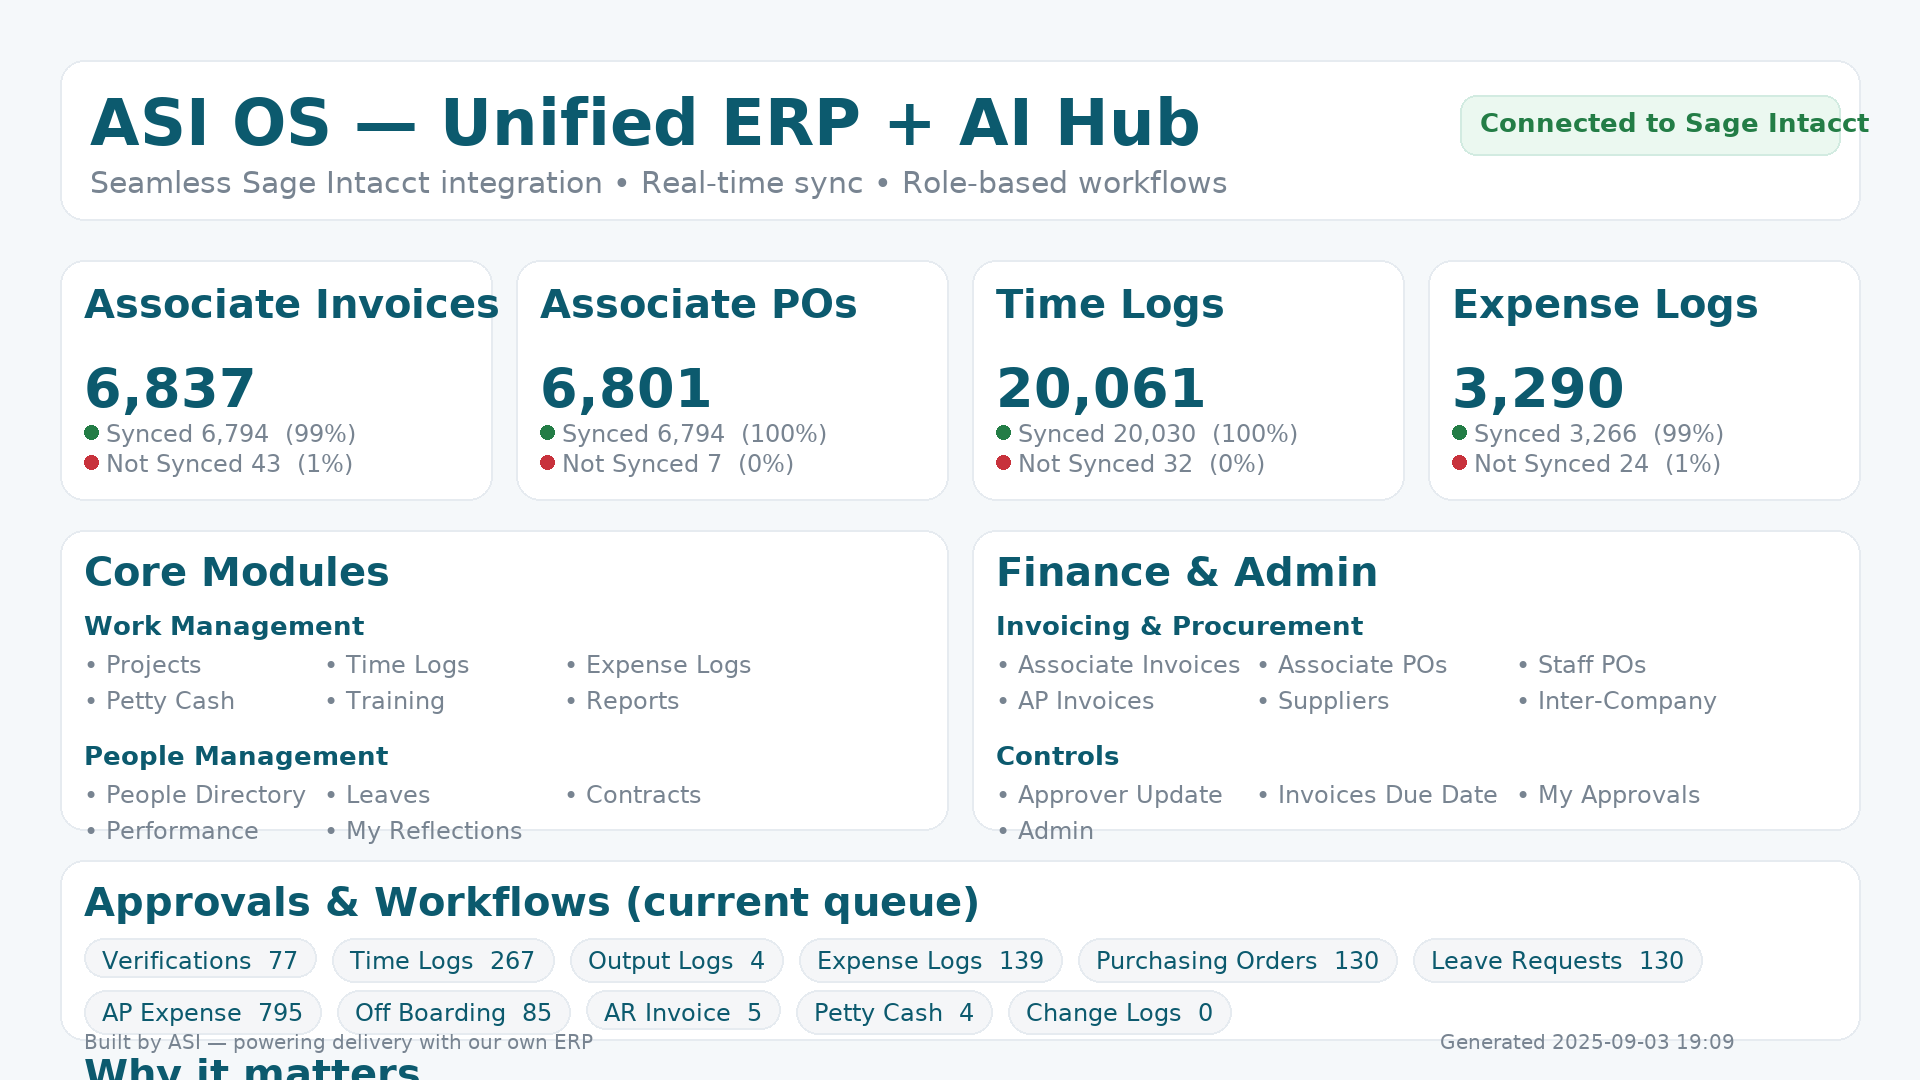 ASI OS — Unified ERP + AI Hub
Connected to Sage Intacct
Seamless Sage Intacct integration • Real-time sync • Role-based workflows
Associate Invoices
6,837
Synced 6,794 (99%)
Not Synced 43 (1%)
Associate POs
6,801
Synced 6,794 (100%)
Not Synced 7 (0%)
Time Logs
20,061
Synced 20,030 (100%)
Not Synced 32 (0%)
Expense Logs
3,290
Synced 3,266 (99%)
Not Synced 24 (1%)
Core Modules
Work Management
• Projects • Time Logs • Expense Logs
• Petty Cash • Training • Reports
People Management
• People Directory • Leaves • Contracts
• Performance • My Reflections
Finance & Admin
Invoicing & Procurement
• Associate Invoices • Associate POs • Staff POs
• AP Invoices • Suppliers • Inter-Company
Controls
• Approver Update • Invoices Due Date • My Approvals
• Admin
Approvals & Workflows (current queue)
Verifications 77 Time Logs 267 Output Logs 4 Expense Logs 139 Purchasing Orders 130 Leave Requests 130
AP Expense 795 Off Boarding 85 AR Invoice 5 Petty Cash 4 Change Logs 0
Built by ASI — powering delivery with our own ERP
Generated 2025-09-03 19:09
Why it matters